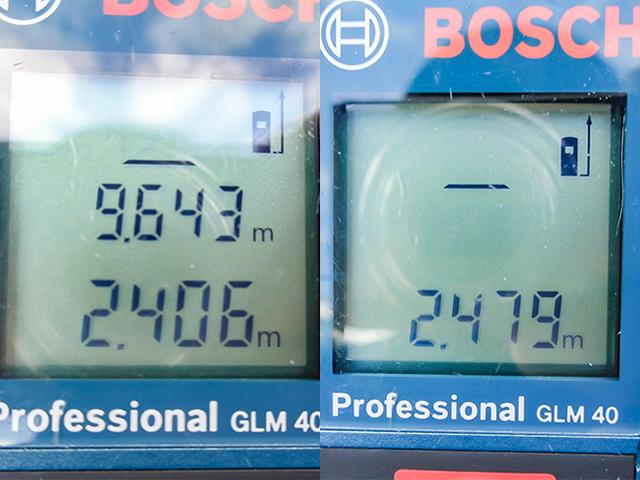 BOSCH
9.643 m
2.406 m
Professional GLM 40
BOSCH
2.479 m
Professional GLM 40